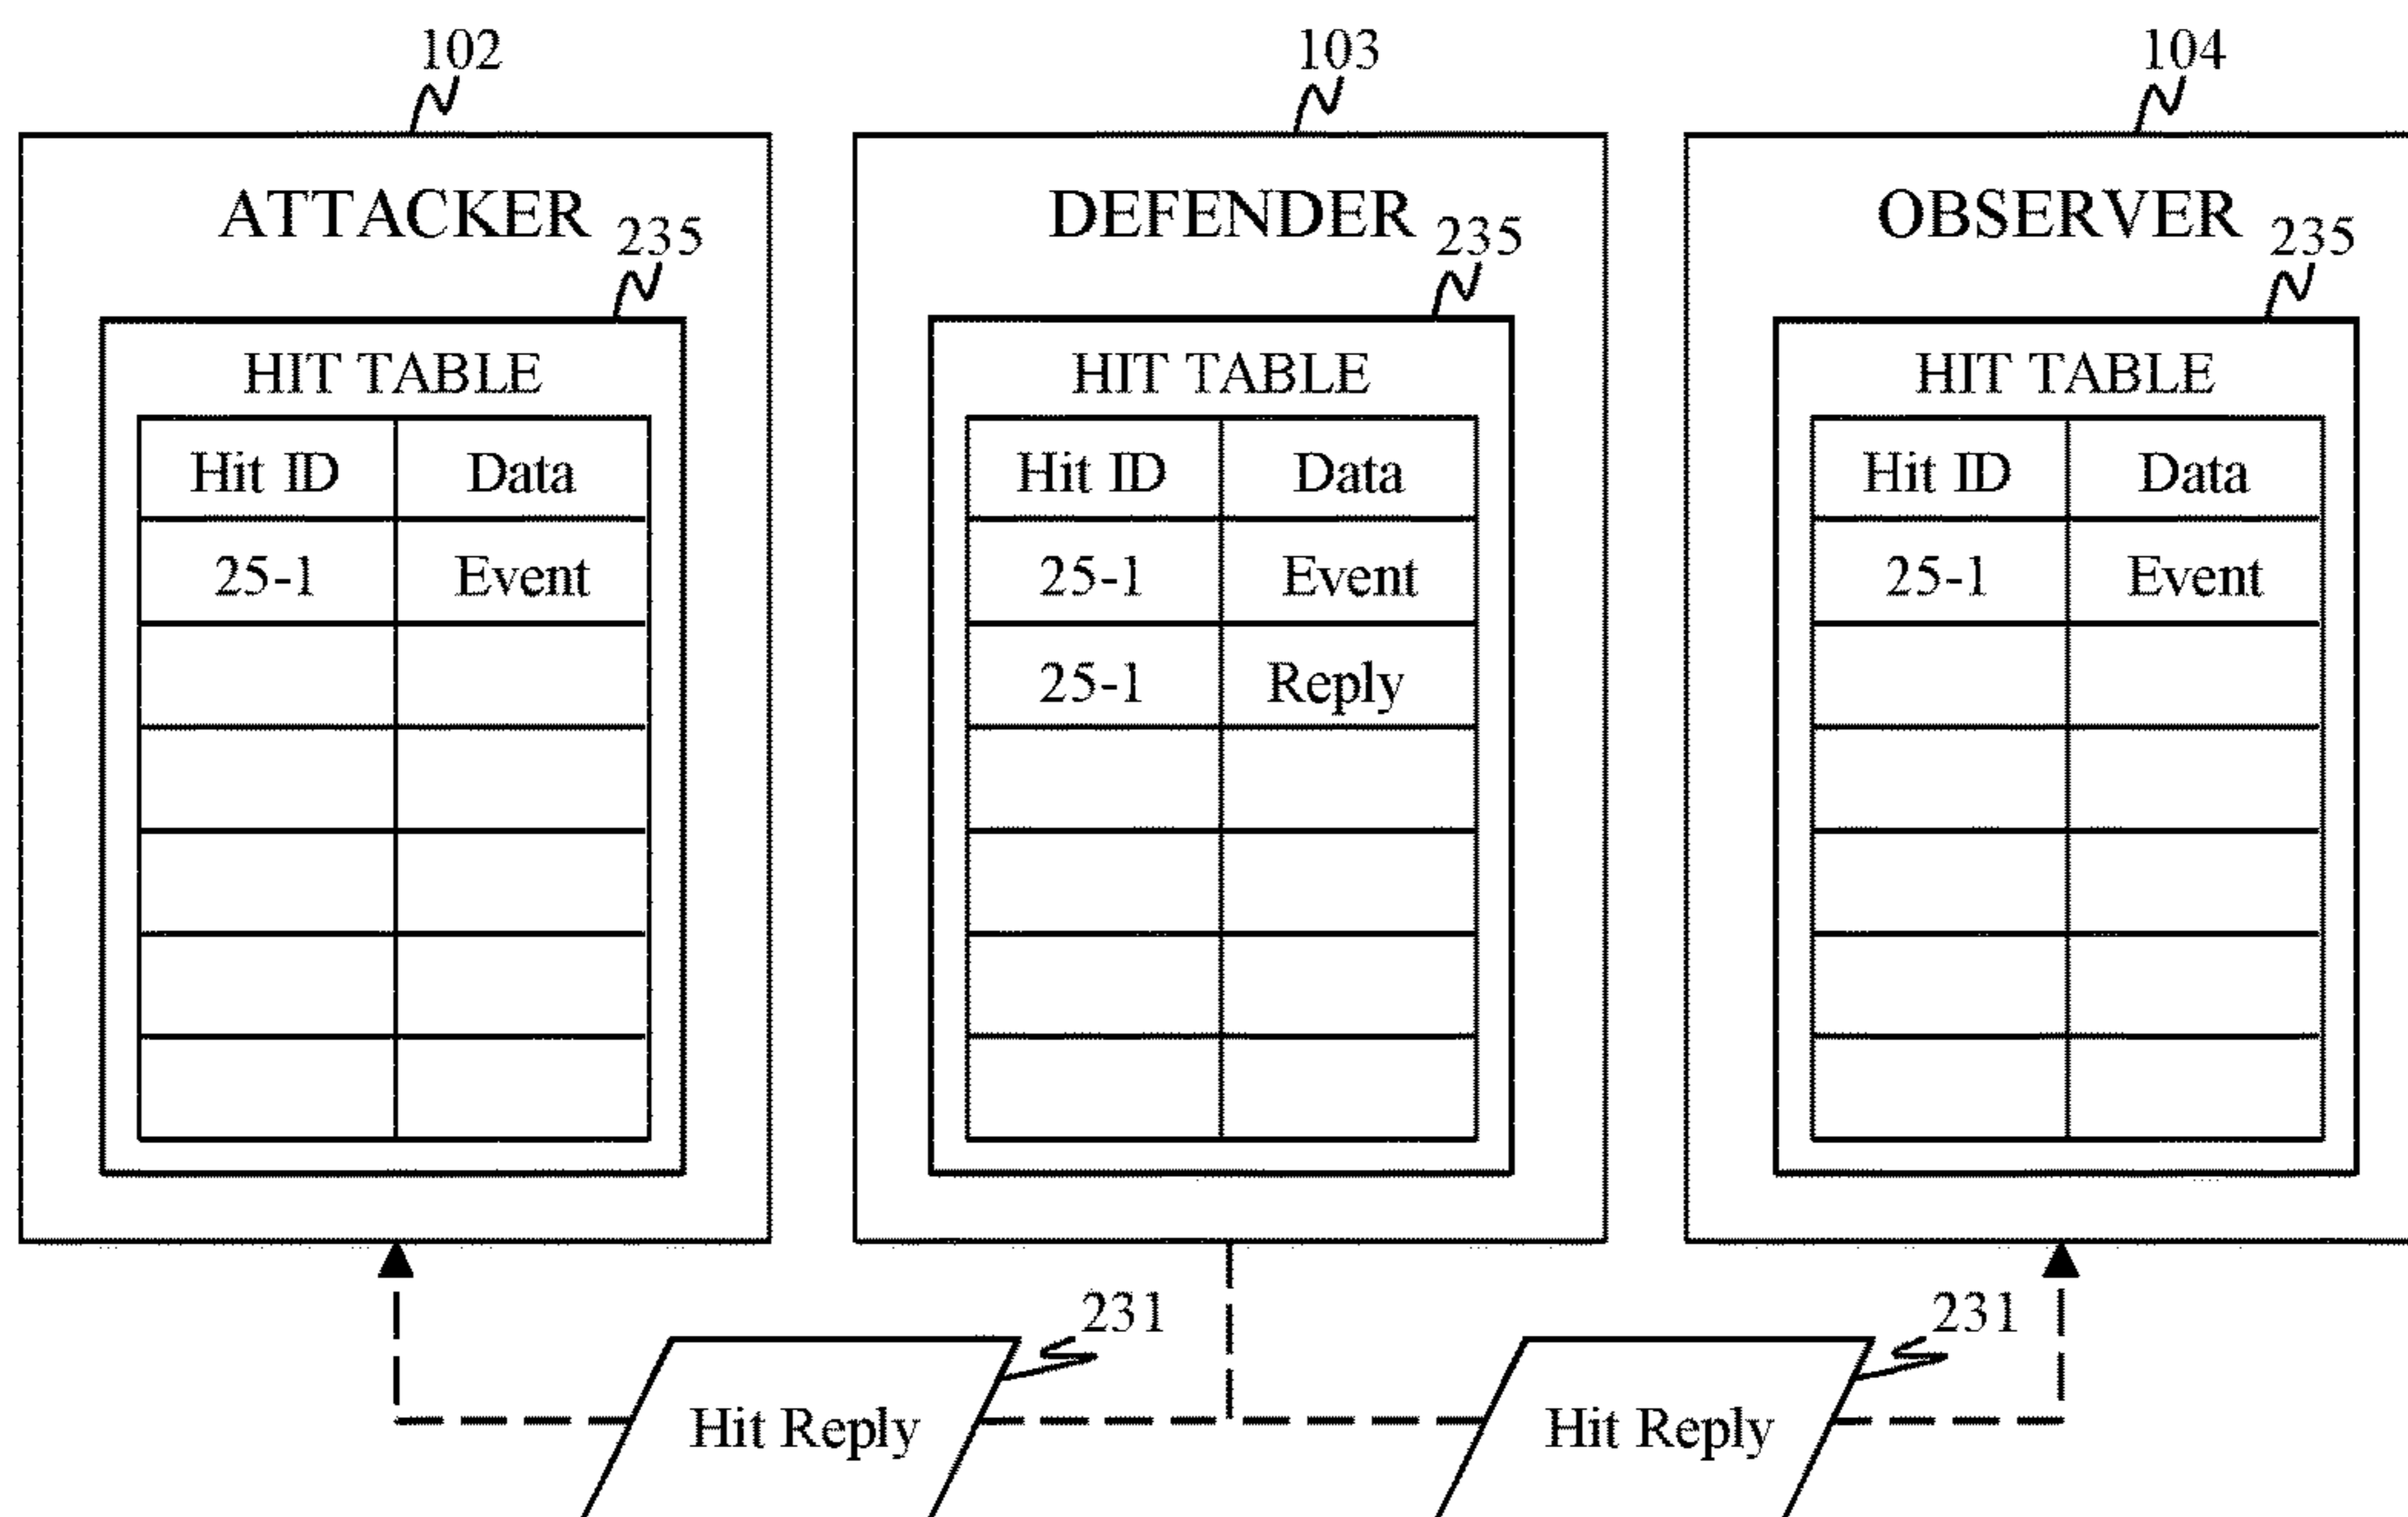 102 103 104
ATTACKER DEFENDER OBSERVER
235 235 235
HIT TABLE HIT TABLE HIT TABLE
Hit ID Data Hit ID Data Hit ID Data
25-1 Event 25-1 Event 25-1 Event
25-1 Reply
231 231
Hit Reply Hit Reply